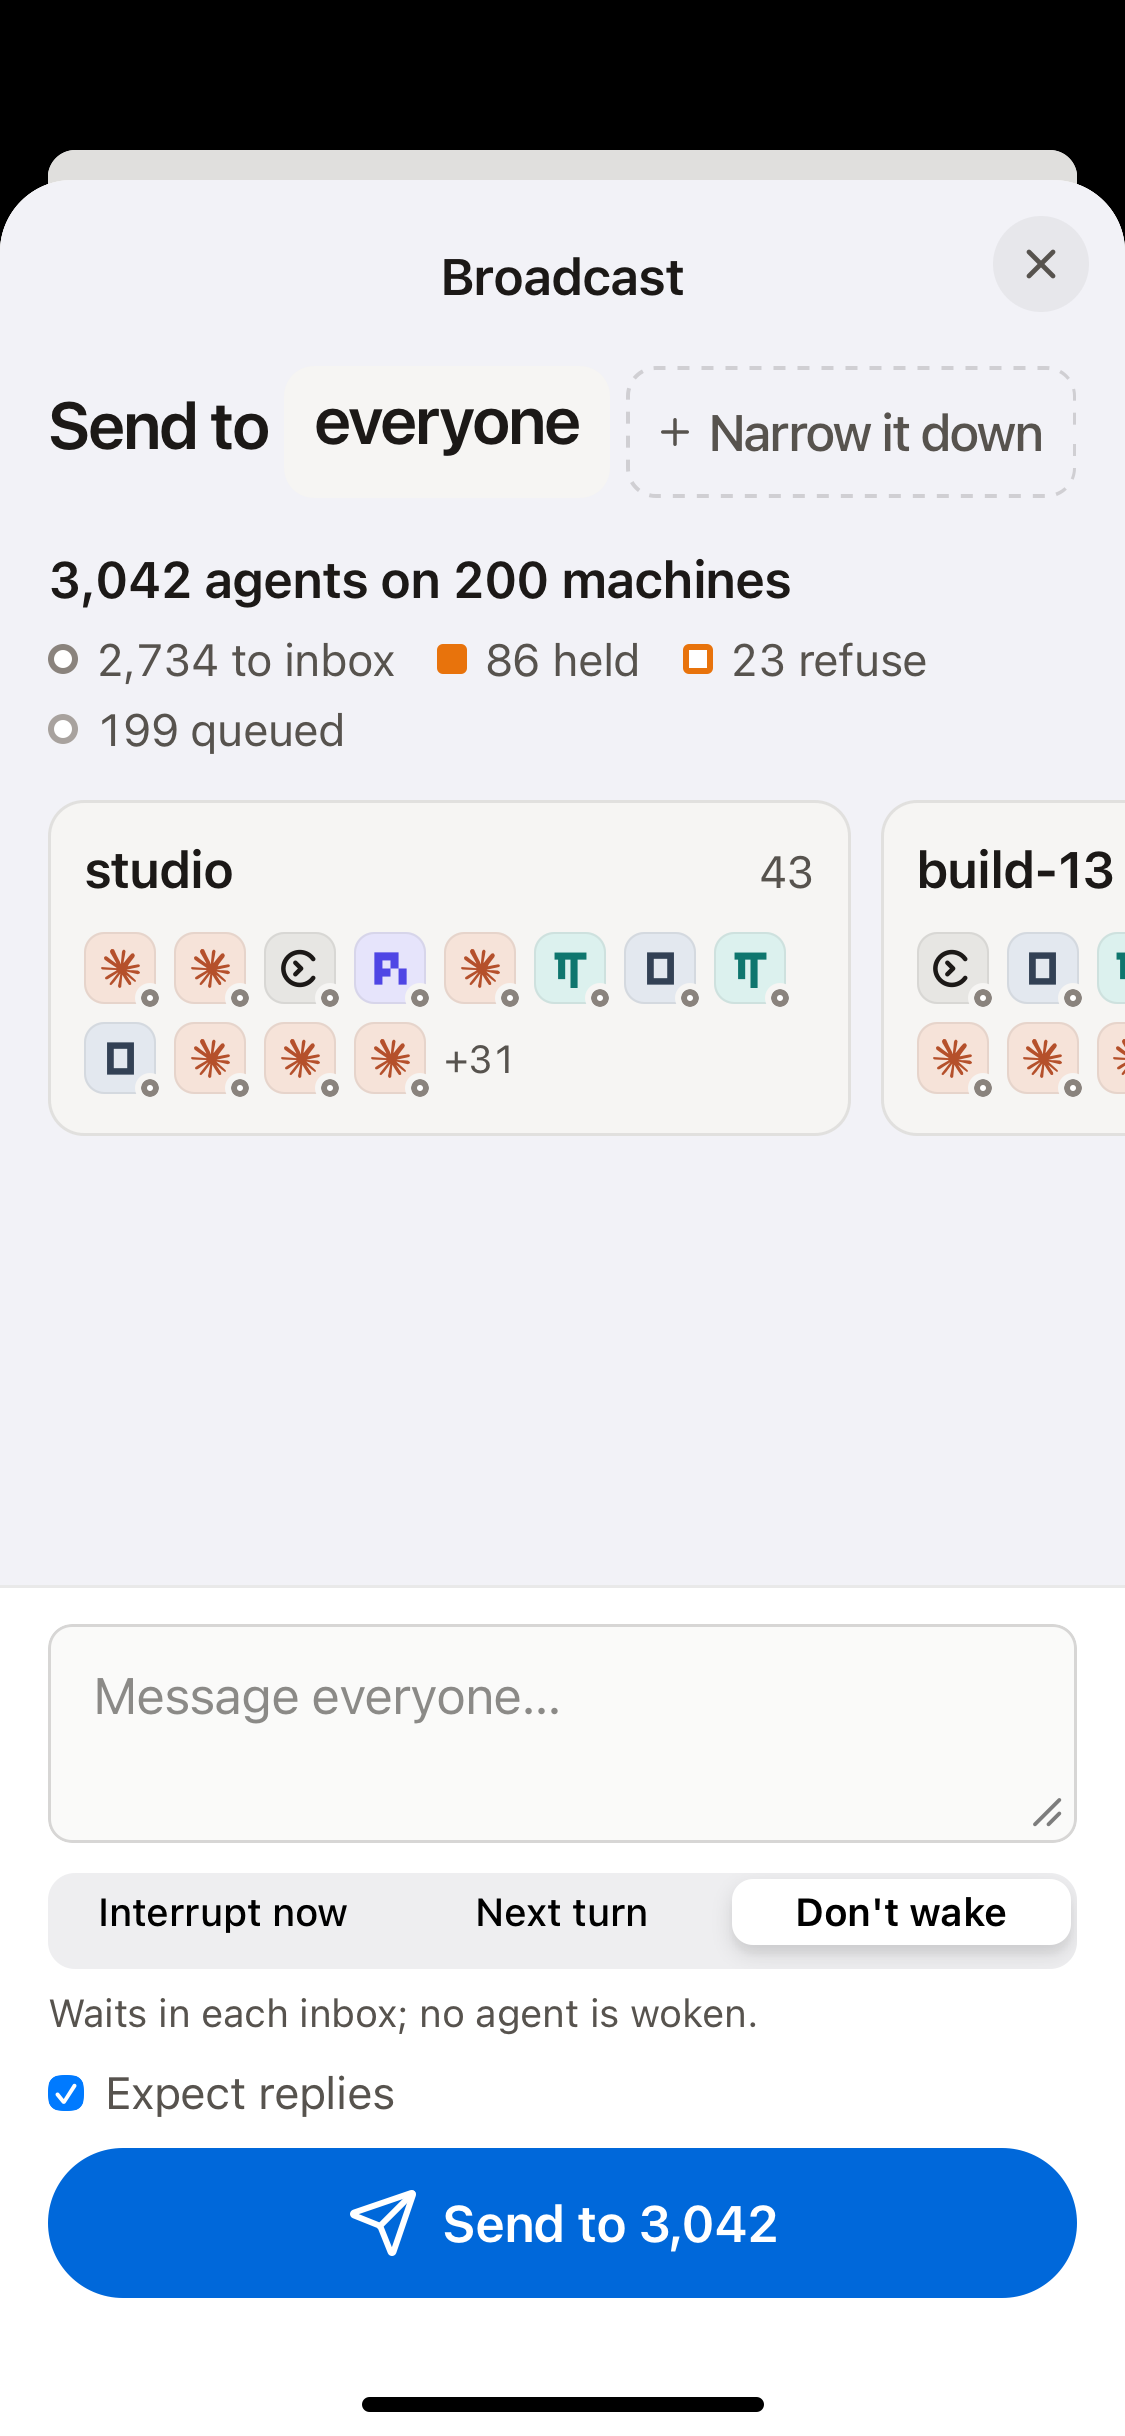 Broadcast
Send to everyone + Narrow it down
3,042 agents on 200 machines
2,734 to inbox 86 held 23 refuse
199 queued
studio 43 build-13
+31
Message everyone...
Interrupt now Next turn Don't wake
Waits in each inbox; no agent is woken.
Expect replies
Send to 3,042